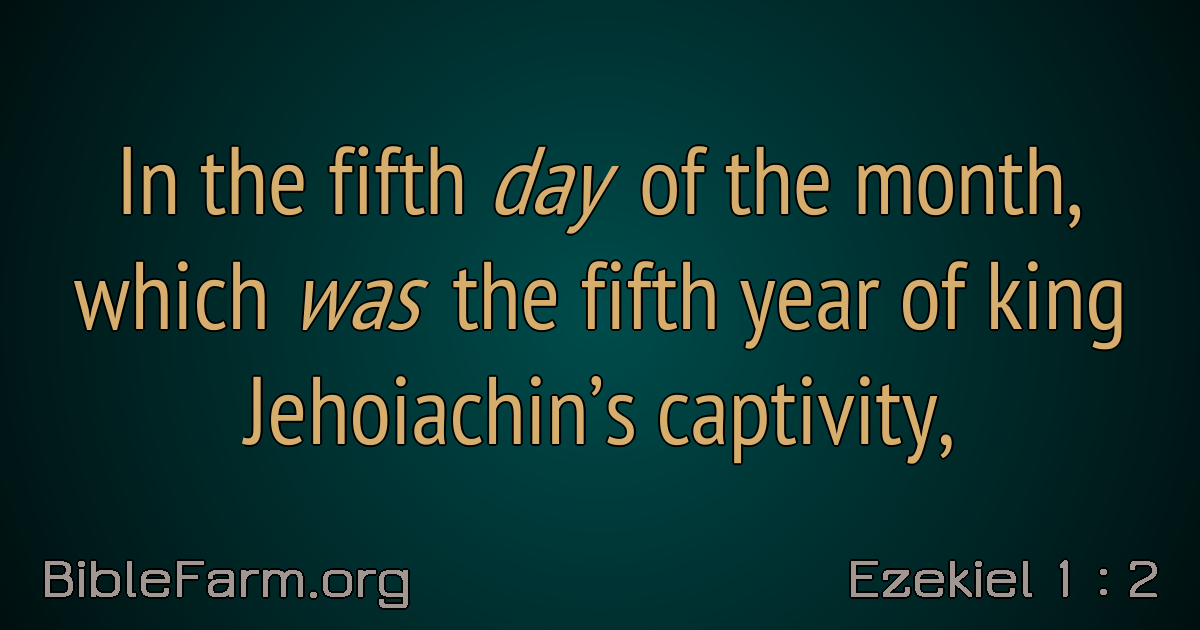 In the fifth day of the month,
which was the fifth year of king
Jehoiachin’s captivity,
BibleFarm.org
Ezekiel 1 : 2